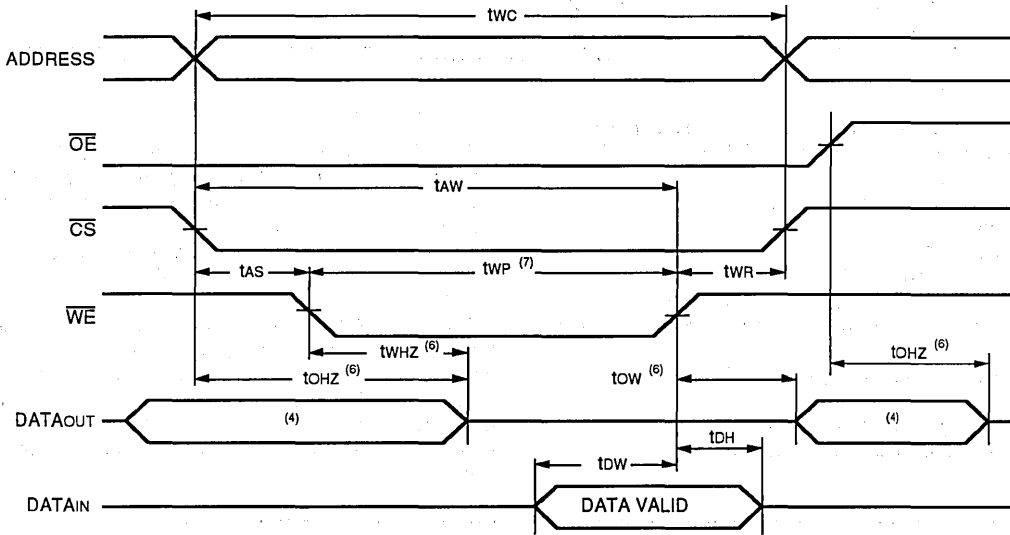 tWC
ADDRESS
OE
tAW
CS
tAS tWP (7) tWR
WE
tWHZ (6)
tOHZ (6) tOW (6) tOHZ (6)
DATAOUT (4) (4)
tDW tDH
DATAIN DATA VALID